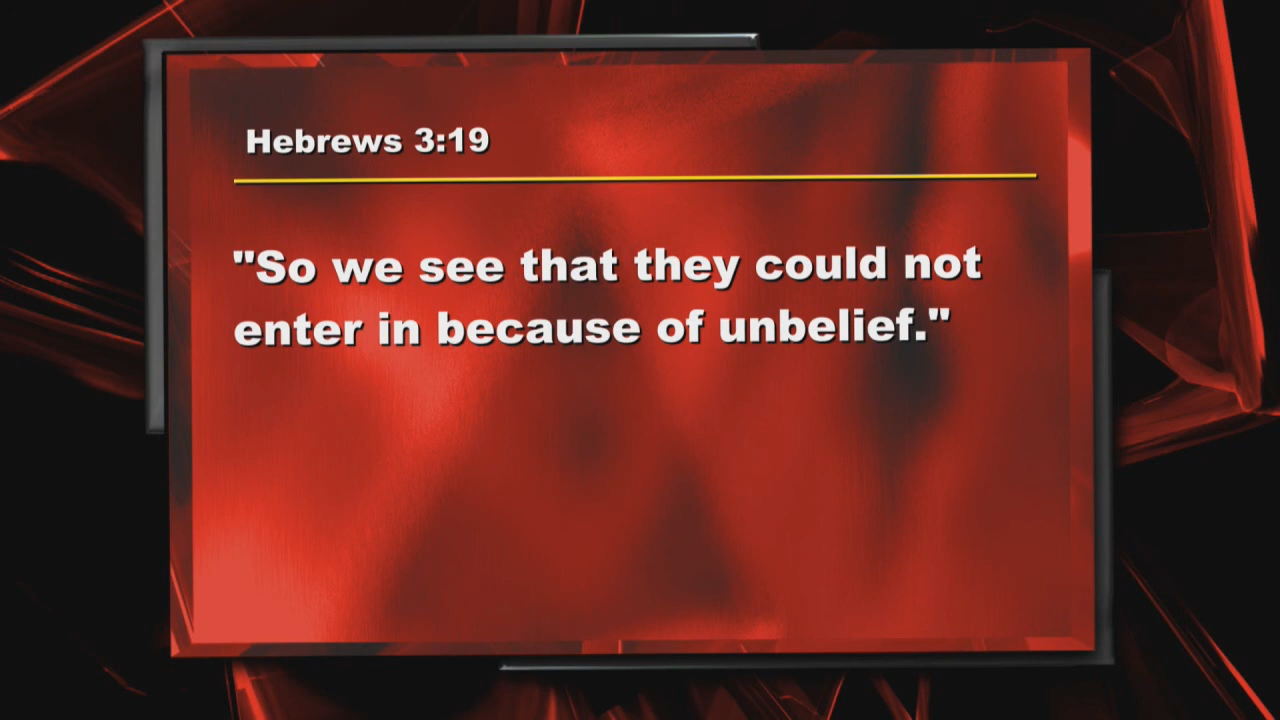 Hebrews 3:19
"So we see that they could not
enter in because of unbelief."